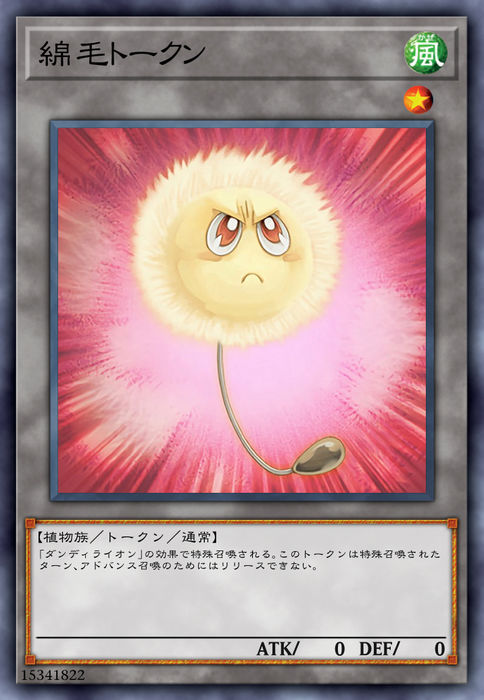 綿毛トークン
風
【植物族／トークン／通常】
「ダンディライオン」の効果で特殊召喚される。このトークンは特殊召喚された
ターン、アドバンス召喚のためにはリリースできない。
ATK/ 0 DEF/ 0
15341822